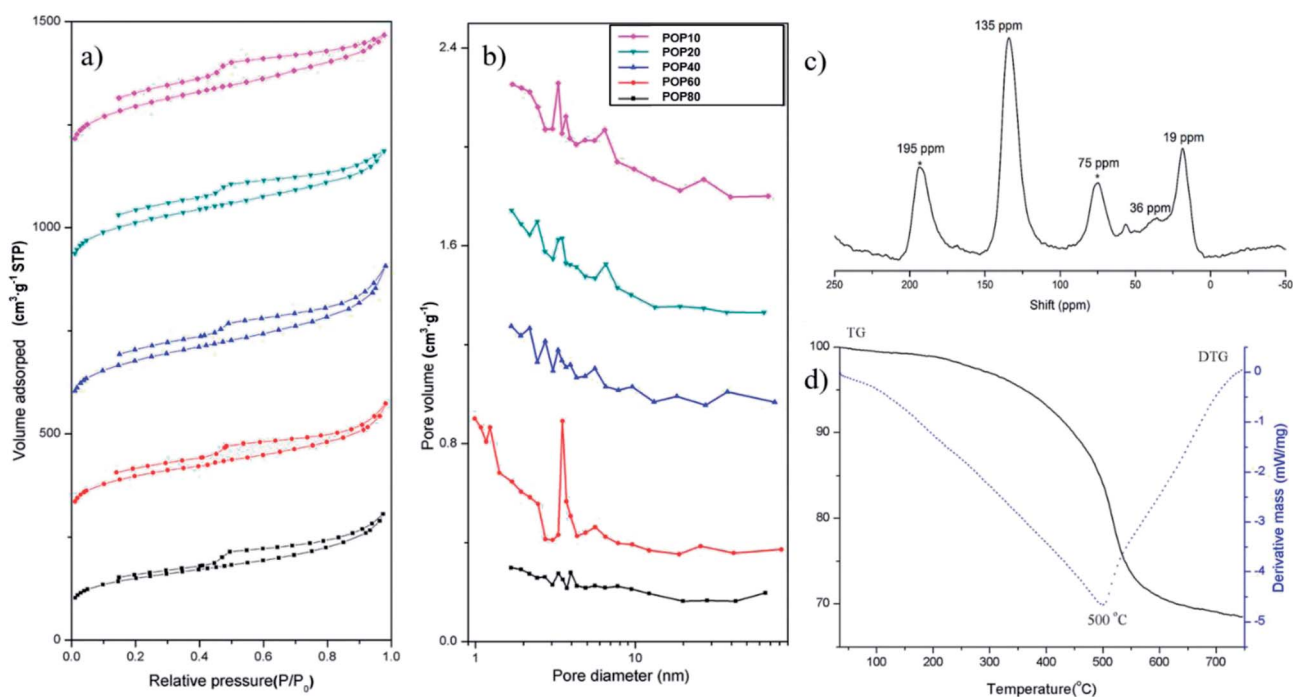 a)
1500
1250
1000
750
500
250
0
0.0 0.2 0.4 0.6 0.8 1.0
Volume adsorped (cm³·g⁻¹ STP)
Relative pressure(P/P₀)
b)
POP10
POP20
POP40
POP60
POP80
2.4
1.6
0.8
0.0
1 10
Pore volume (cm³·g⁻¹)
Pore diameter (nm)
c)
135 ppm
195 ppm
*
75 ppm
*
36 ppm
19 ppm
250 200 150 100 50 0 -50
Shift (ppm)
TG
DTG
d)
100
90
80
70
0
-1
-2
-3
-4
-5
Derivative mass (mW/mg)
500 °C
100 200 300 400 500 600 700
Temperature(°C)